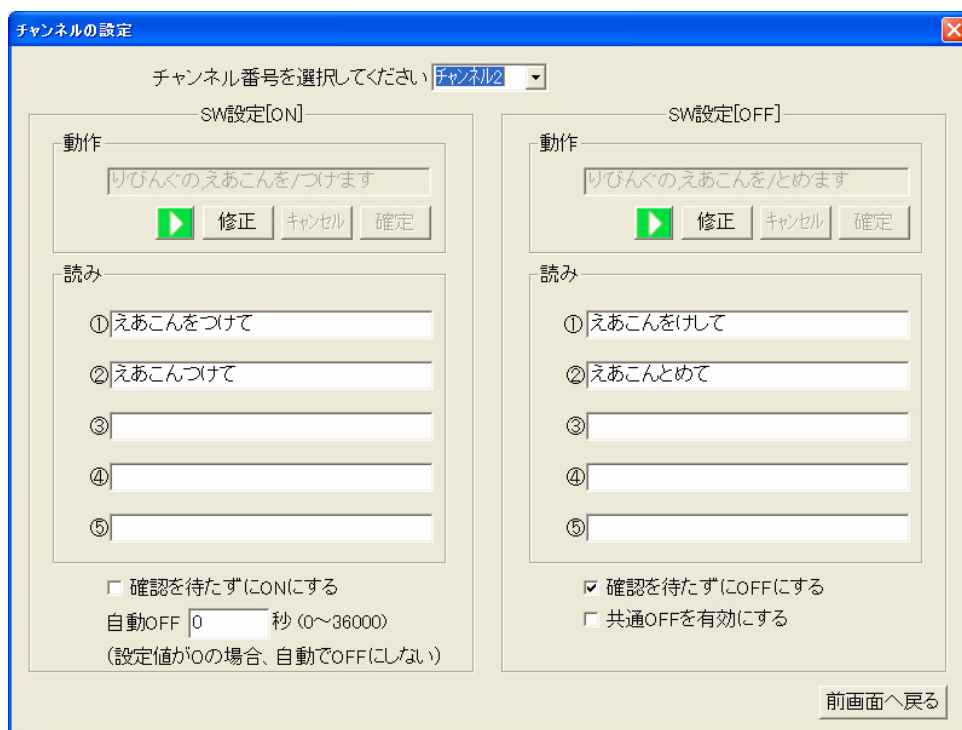 チャンネルの設定
チャンネル番号を選択してください チャンネル2
SW設定[ON]
動作
りびんぐの,えあこんを/つけます
修正 キャンセル 確定
読み
①えあこんをつけて
②えあこんつけて
③
④
⑤
確認を待たずにONにする
自動OFF 0 秒(0～36000)
(設定値が0の場合、自動でOFFにしない)
SW設定[OFF]
動作
りびんぐの,えあこんを/とめます
修正 キャンセル 確定
読み
①えあこんをけして
②えあこんとめて
③
④
⑤
確認を待たずにOFFにする
共通OFFを有効にする
前画面へ戻る